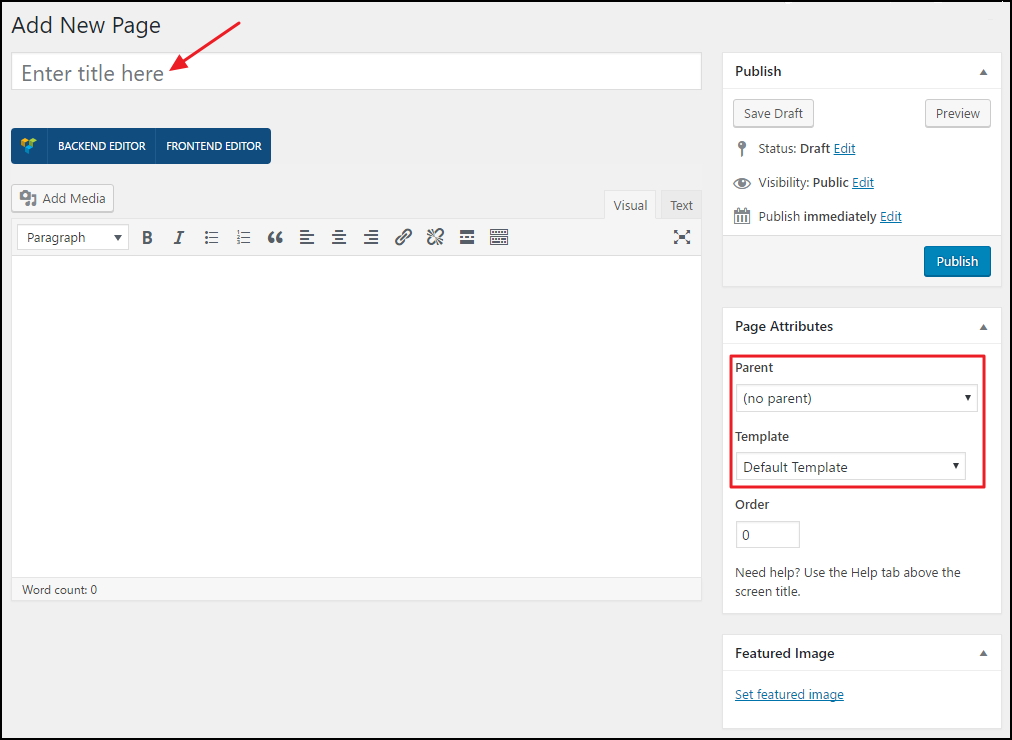 Add New Page
Enter title here
BACKEND EDITOR FRONTEND EDITOR
Add Media
Visual Text
Paragraph
Word count: 0
Publish
Save Draft Preview
Status: Draft Edit
Visibility: Public Edit
Publish immediately Edit
Publish
Page Attributes
Parent
(no parent)
Template
Default Template
Order
0
Need help? Use the Help tab above the
screen title.
Featured Image
Set featured image